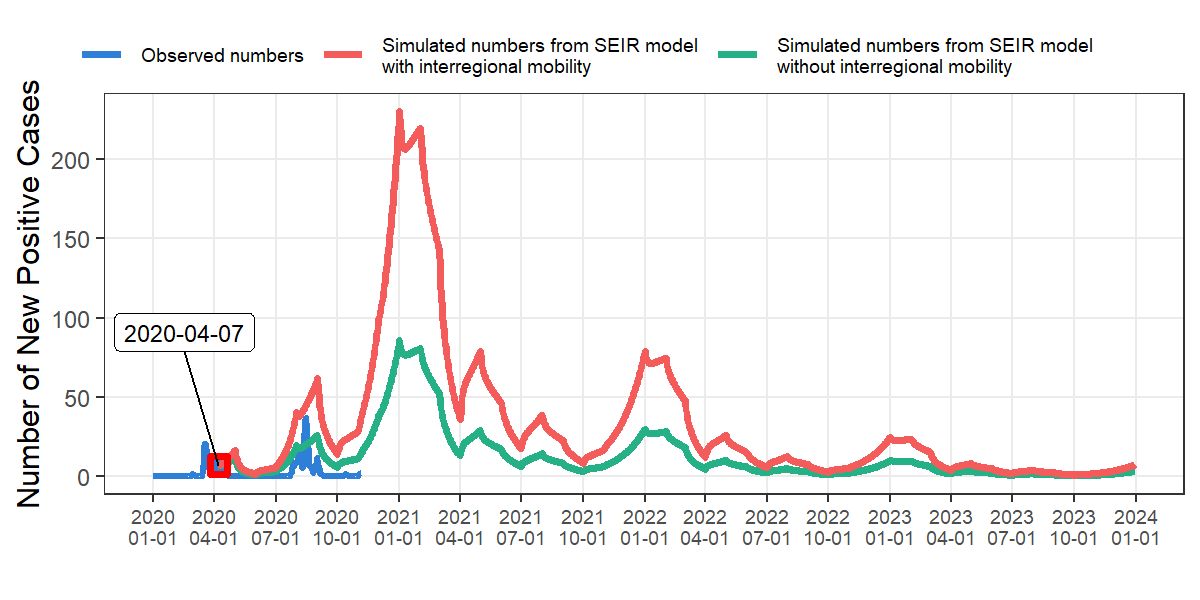 Observed numbers
Simulated numbers from SEIR model
with interregional mobility
Simulated numbers from SEIR model
without interregional mobility
Number of New Positive Cases
200
150
100
50
0
2020-04-07
2020 2020 2020 2020 2021 2021 2021 2021 2022 2022 2022 2022 2023 2023 2023 2023 2024
01-01 04-01 07-01 10-01 01-01 04-01 07-01 10-01 01-01 04-01 07-01 10-01 01-01 04-01 07-01 10-01 01-01